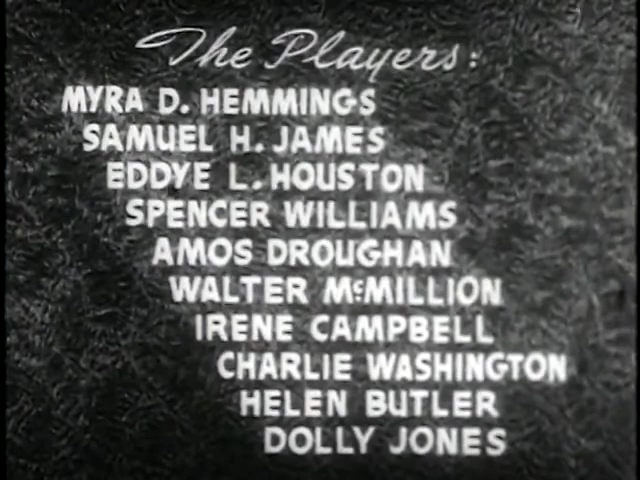 The Players:
MYRA D. HEMMINGS
SAMUEL H. JAMES
EDDYE L. HOUSTON
SPENCER WILLIAMS
AMOS DROUGHAN
WALTER McMILLION
IRENE CAMPBELL
CHARLIE WASHINGTON
HELEN BUTLER
DOLLY JONES